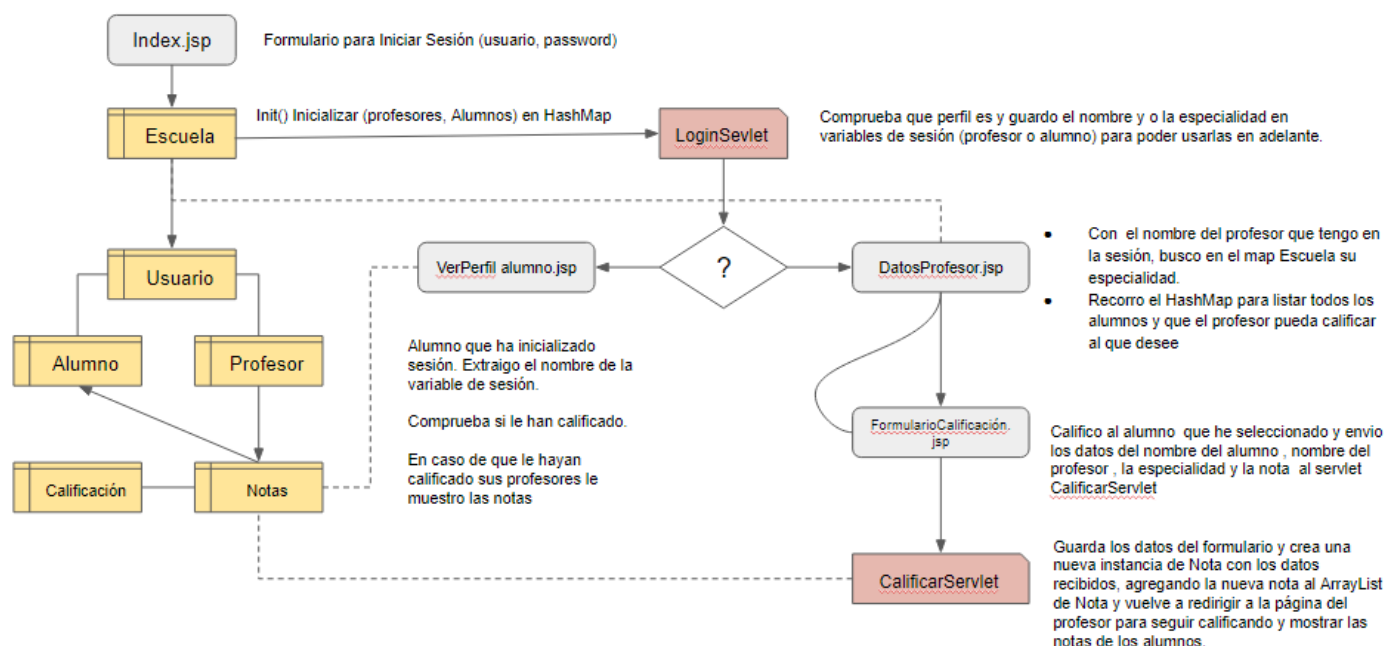 Index.jsp
Formulario para Iniciar Sesión (usuario, password)
Escuela
Init() Inicializar (profesores, Alumnos) en HashMap
LoginSevlet
Comprueba que perfil es y guardo el nombre y o la especialidad en
variables de sesión (profesor o alumno) para poder usarlas en adelante.
Usuario
VerPerfil alumno.jsp
?
DatosProfesor.jsp
● Con el nombre del profesor que tengo en
la sesión, busco en el map Escuela su
especialidad.
● Recorro el HashMap para listar todos los
alumnos y que el profesor pueda calificar
al que desee
Alumno
Profesor
Alumno que ha inicializado
sesión. Extraigo el nombre de la
variable de sesión.
Comprueba si le han calificado.
En caso de que le hayan
calificado sus profesores le
muestro las notas
FormularioCalificación.
jsp
Califico al alumno que he seleccionado y envio
los datos del nombre del alumno , nombre del
profesor , la especialidad y la nota al servlet
CalificarServlet
Calificación
Notas
CalificarServlet
Guarda los datos del formulario y crea una
nueva instancia de Nota con los datos
recibidos, agregando la nueva nota al ArrayList
de Nota y vuelve a redirigir a la página del
profesor para seguir calificando y mostrar las
notas de los alumnos.